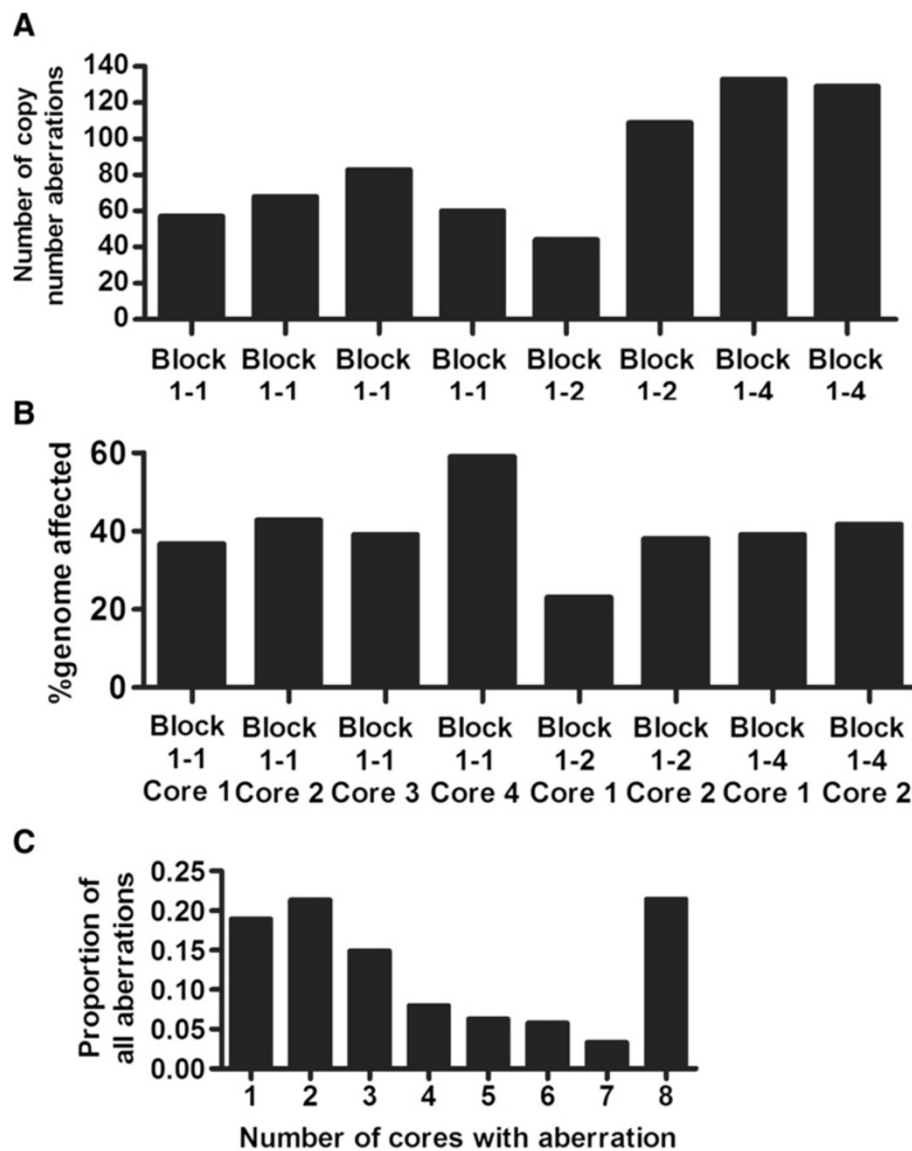 A
Number of copy
number aberrations
140
120
100
80
60
40
20
0
Block Block Block Block Block Block Block Block
1-1 1-1 1-1 1-1 1-2 1-2 1-4 1-4
B
%genome affected
60
40
20
0
Block Block Block Block Block Block Block Block
1-1 1-1 1-1 1-1 1-2 1-2 1-4 1-4
Core 1 Core 2 Core 3 Core 4 Core 1 Core 2 Core 1 Core 2
C
Proportion of
all aberrations
0.25
0.20
0.15
0.10
0.05
0.00
1 2 3 4 5 6 7 8
Number of cores with aberration